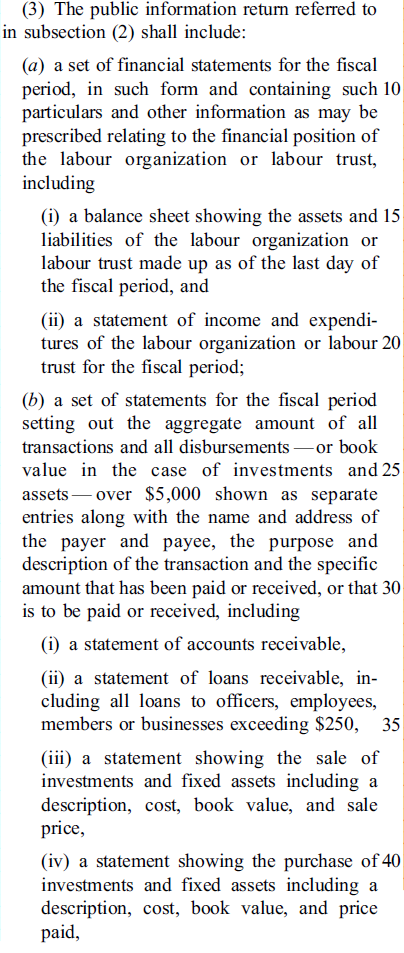 (3) The public information return referred to
in subsection (2) shall include:
(a) a set of financial statements for the fiscal
period, in such form and containing such 10
particulars and other information as may be
prescribed relating to the financial position of
the labour organization or labour trust,
including
(i) a balance sheet showing the assets and 15
liabilities of the labour organization or
labour trust made up as of the last day of
the fiscal period, and
(ii) a statement of income and expendi-
tures of the labour organization or labour 20
trust for the fiscal period;
(b) a set of statements for the fiscal period
setting out the aggregate amount of all
transactions and all disbursements — or book
value in the case of investments and 25
assets — over $5,000 shown as separate
entries along with the name and address of
the payer and payee, the purpose and
description of the transaction and the specific
amount that has been paid or received, or that 30
is to be paid or received, including
(i) a statement of accounts receivable,
(ii) a statement of loans receivable, in-
cluding all loans to officers, employees,
members or businesses exceeding $250, 35
(iii) a statement showing the sale of
investments and fixed assets including a
description, cost, book value, and sale
price,
(iv) a statement showing the purchase of 40
investments and fixed assets including a
description, cost, book value, and price
paid,